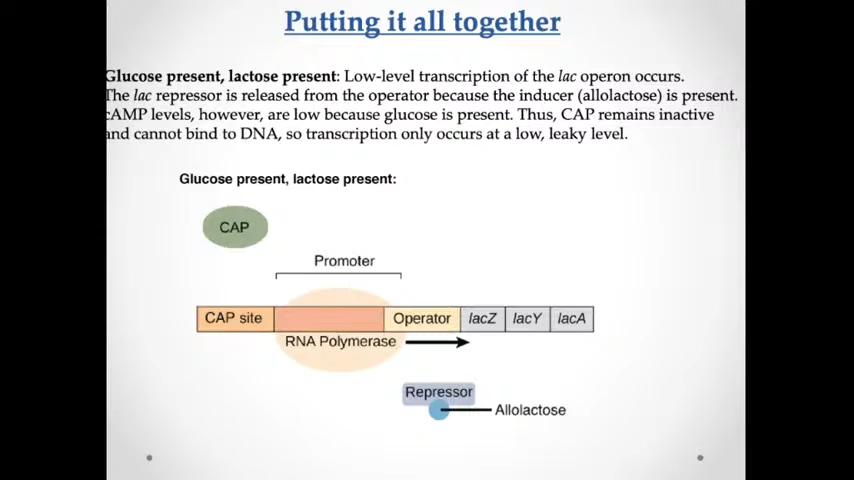 Putting it all together
Glucose present, lactose present: Low-level transcription of the lac operon occurs.
The lac repressor is released from the operator because the inducer (allolactose) is present.
cAMP levels, however, are low because glucose is present. Thus, CAP remains inactive
and cannot bind to DNA, so transcription only occurs at a low, leaky level.
Glucose present, lactose present:
CAP
Promoter
CAP site Operator lacZ lacY lacA
RNA Polymerase
Repressor
Allolactose